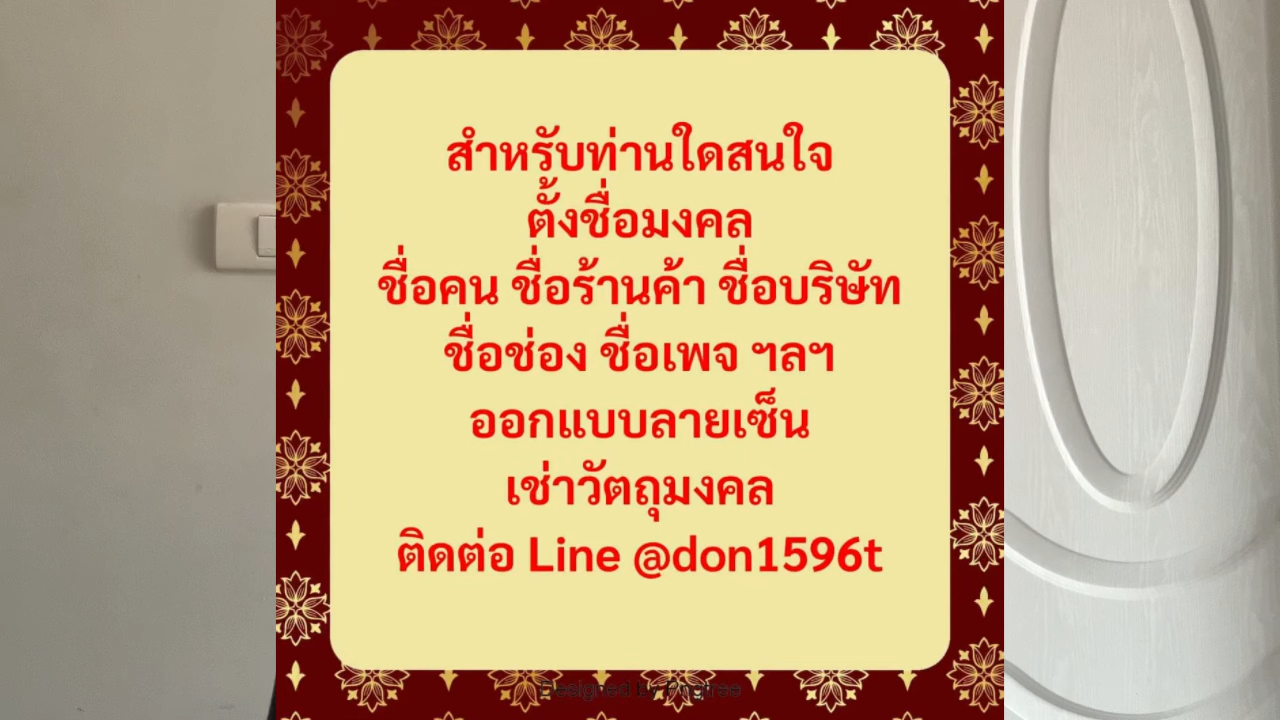 สำหรับท่านใดสนใจ
ตั้งชื่อมงคล
ชื่อคน ชื่อร้านค้า ชื่อบริษัท
ชื่อช่อง ชื่อเพจ ฯลฯ
ออกแบบลายเซ็น
เช่าวัตถุมงคล
ติดต่อ Line @don1596t
Designed by Pngtree